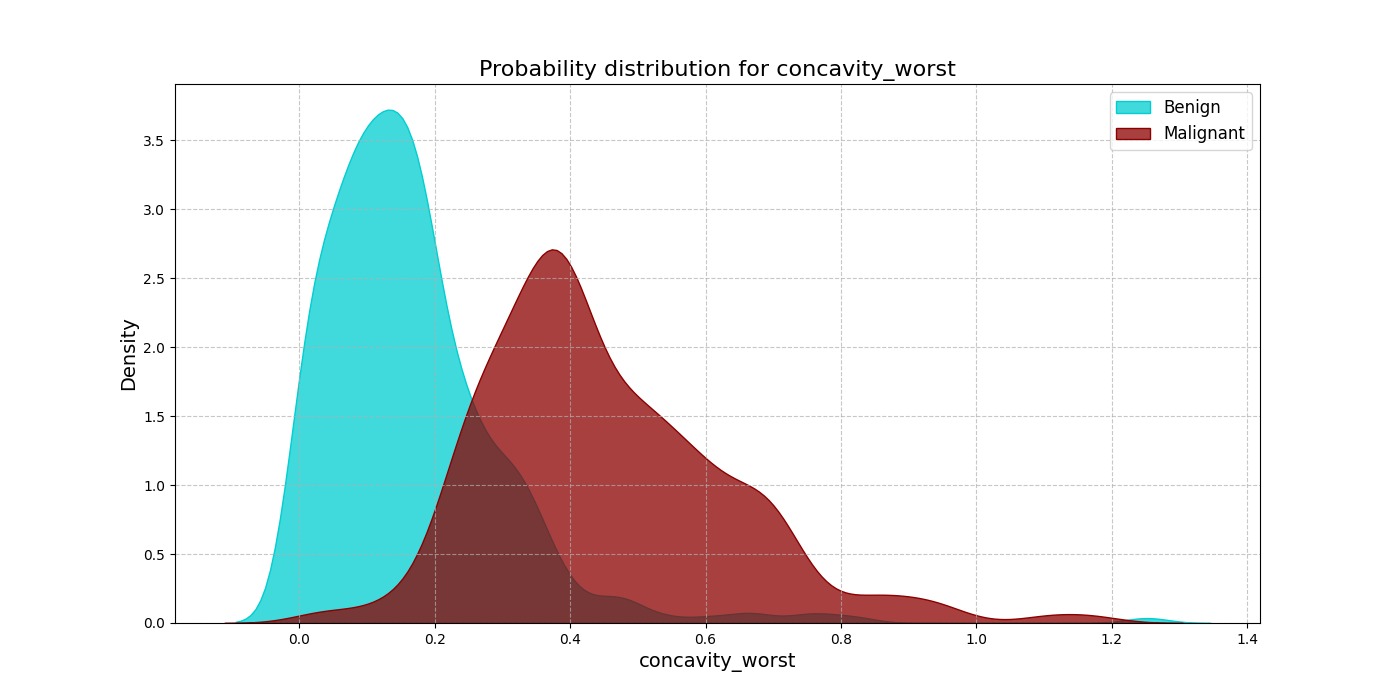 Probability distribution for concavity_worst
Benign
Malignant
Density
3.5
3.0
2.5
2.0
1.5
1.0
0.5
0.0
0.0 0.2 0.4 0.6 0.8 1.0 1.2 1.4
concavity_worst